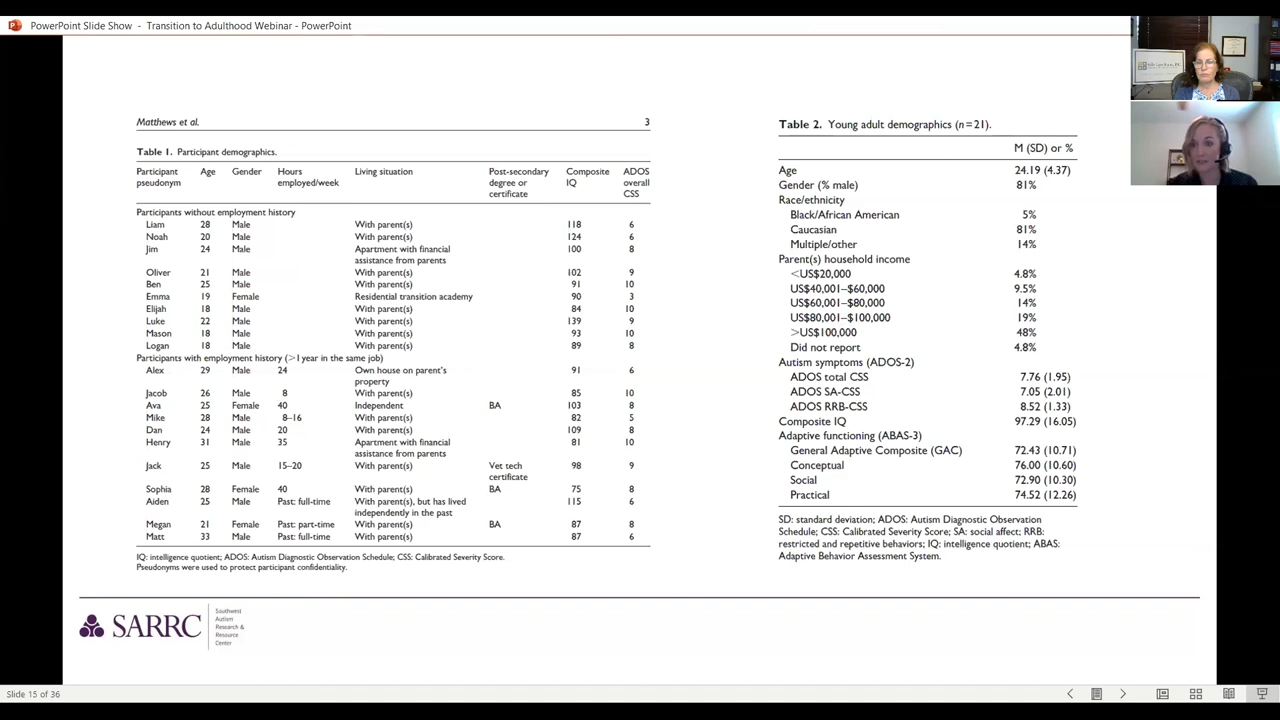 PowerPoint Slide Show - Transition to Adulthood Webinar - PowerPoint
Matthews et al. 3
Table 1. Participant demographics.
Participant pseudonym Age Gender Hours employed/week Living situation Post-secondary degree or certificate Composite IQ ADOS overall CSS
Participants without employment history
Liam 28 Male With parent(s) 118 6
Noah 20 Male With parent(s) 124 6
Jim 24 Male Apartment with financial assistance from parents 100 8
Oliver 21 Male With parent(s) 102 9
Ben 25 Male With parent(s) 91 10
Emma 19 Female Residential transition academy 90 3
Elijah 18 Male With parent(s) 84 10
Luke 22 Male With parent(s) 139 9
Mason 18 Male With parent(s) 93 10
Logan 18 Male With parent(s) 89 8
Participants with employment history (>1 year in the same job)
Alex 29 Male 24 Own house on parent's property 91 6
Jacob 26 Male 8 With parent(s) 85 10
Ava 25 Female 40 Independent BA 103 8
Mike 28 Male 8–16 With parent(s) 82 5
Dan 24 Male 20 With parent(s) 109 8
Henry 31 Male 35 Apartment with financial assistance from parents 81 10
Jack 25 Male 15–20 With parent(s) Vet tech certificate 98 9
Sophia 28 Female 40 With parent(s) BA 75 8
Aiden 25 Male Past: full-time With parent(s), but has lived independently in the past 115 6
Megan 21 Female Past: part-time With parent(s) BA 87 8
Matt 33 Male Past: full-time With parent(s) 87 6
IQ: intelligence quotient; ADOS: Autism Diagnostic Observation Schedule; CSS: Calibrated Severity Score.
Pseudonyms were used to protect participant confidentiality.
Table 2. Young adult demographics (n=21).
M (SD) or %
Age 24.19 (4.37)
Gender (% male) 81%
Race/ethnicity
Black/African American 5%
Caucasian 81%
Multiple/other 14%
Parent(s) household income
<US$20,000 4.8%
US$40,001–$60,000 9.5%
US$60,001–$80,000 14%
US$80,001–$100,000 19%
>US$100,000 48%
Did not report 4.8%
Autism symptoms (ADOS-2)
ADOS total CSS 7.76 (1.95)
ADOS SA-CSS 7.05 (2.01)
ADOS RRB-CSS 8.52 (1.33)
Composite IQ 97.29 (16.05)
Adaptive functioning (ABAS-3)
General Adaptive Composite (GAC) 72.43 (10.71)
Conceptual 76.00 (10.60)
Social 72.90 (10.30)
Practical 74.52 (12.26)
SD: standard deviation; ADOS: Autism Diagnostic Observation
Schedule; CSS: Calibrated Severity Score; SA: social affect; RRB:
restricted and repetitive behaviors; IQ: intelligence quotient; ABAS:
Adaptive Behavior Assessment System.
SARRC
Southwest
Autism
Research &
Resource
Center
Slide 15 of 36